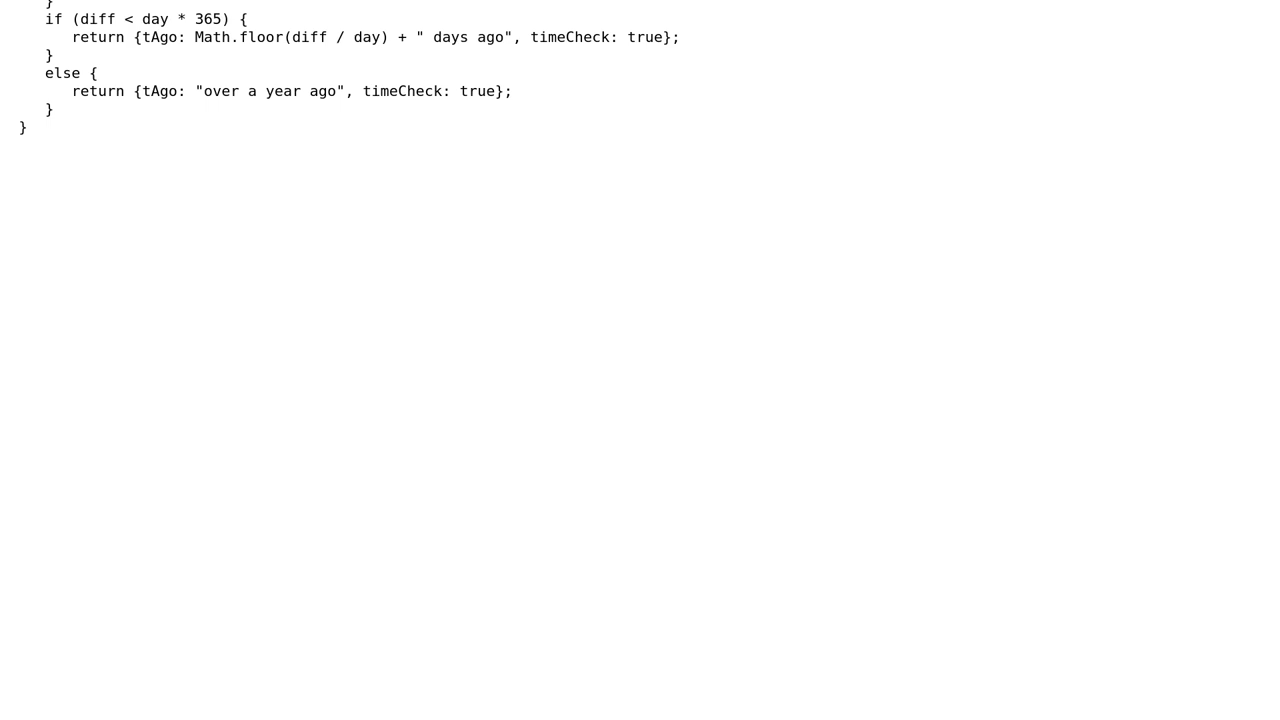 }
if (diff < day * 365) {
return {tAgo: Math.floor(diff / day) + " days ago", timeCheck: true};
}
else {
return {tAgo: "over a year ago", timeCheck: true};
}
}